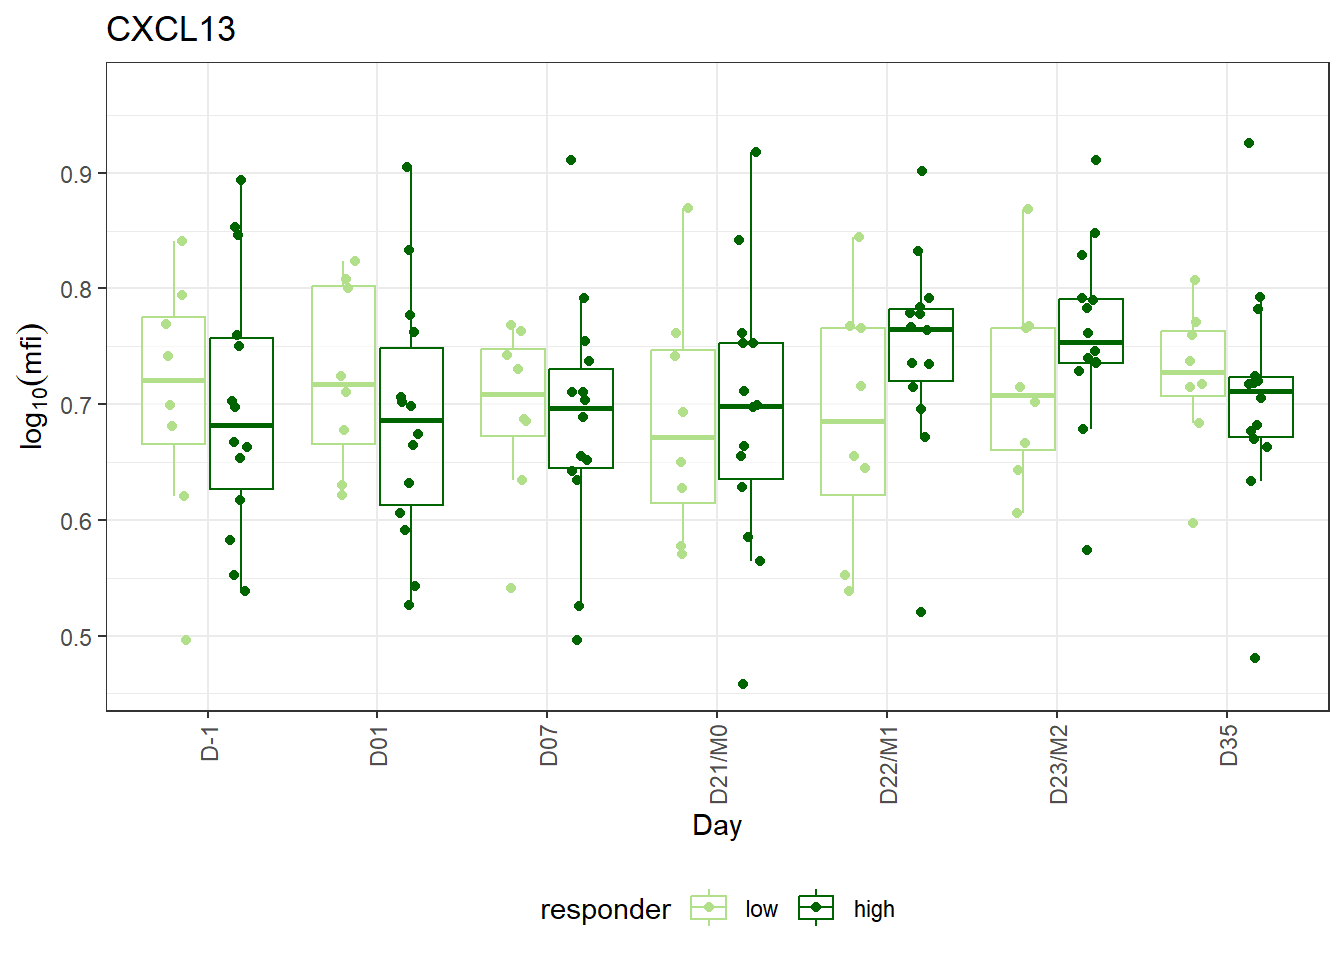 CXCL13
log10(mfi)
0.9
0.8
0.7
0.6
0.5
D-1
D01
D07
D21/M0
D22/M1
D23/M2
D35
Day
responder low high